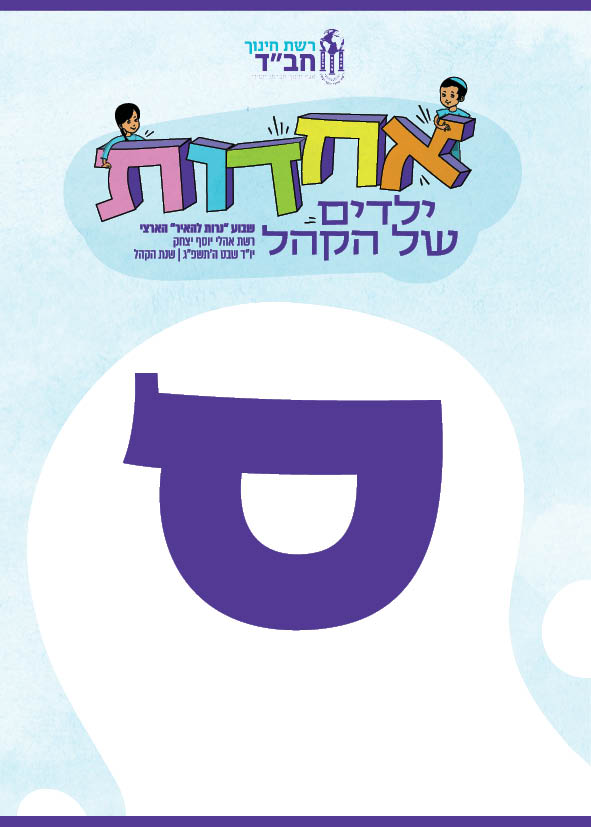 רשת חינוך
חב״ד
אחדות
ילדים
של הקהל
שבוע "נרות להאיר" הארצי
רשת אהלי יוסף יצחק
יו"ד שבט ה'תשפ"ג | שנת הקהל
ס